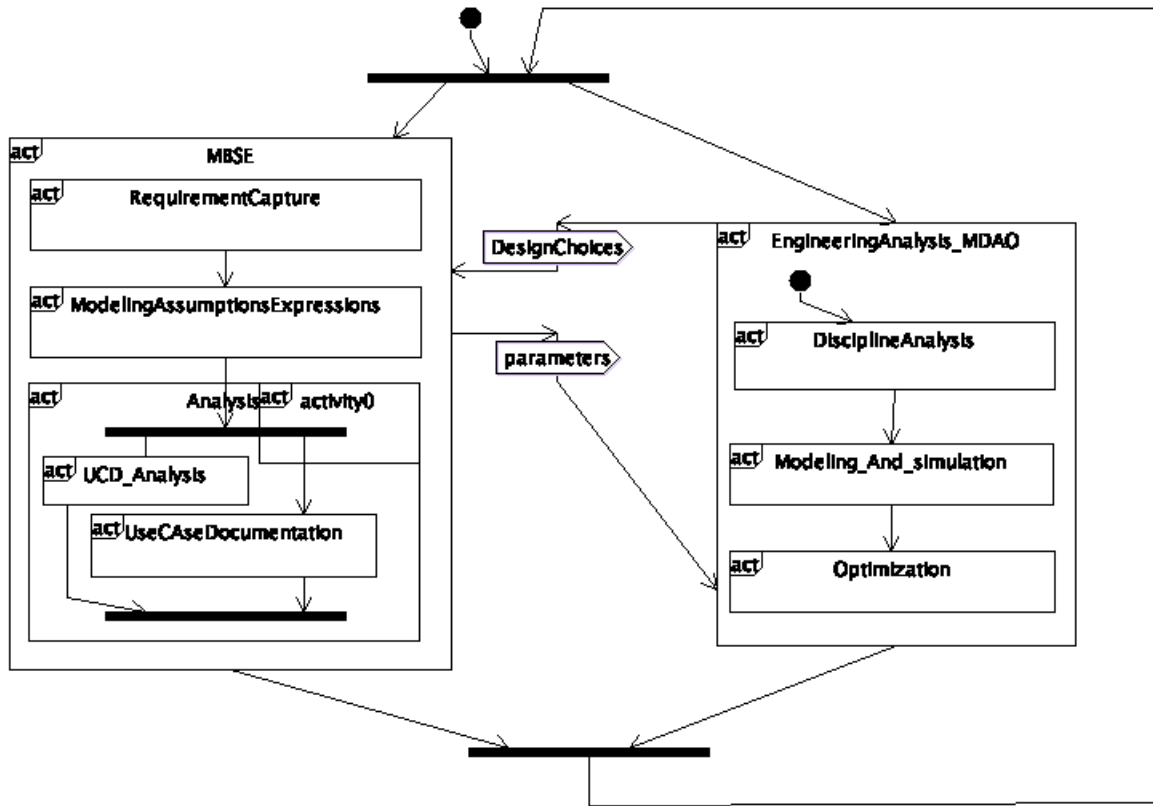 act MBSE
act RequirementCapture
DesignChoices
act EngineeringAnalysis_MDAO
act ModelingAssumptionsExpressions
act DisciplineAnalysis
parameters
act Analysis act activity0
act UCD_Analysis
act Modeling_And_simulation
act UseCAseDocumentation
act Optimization